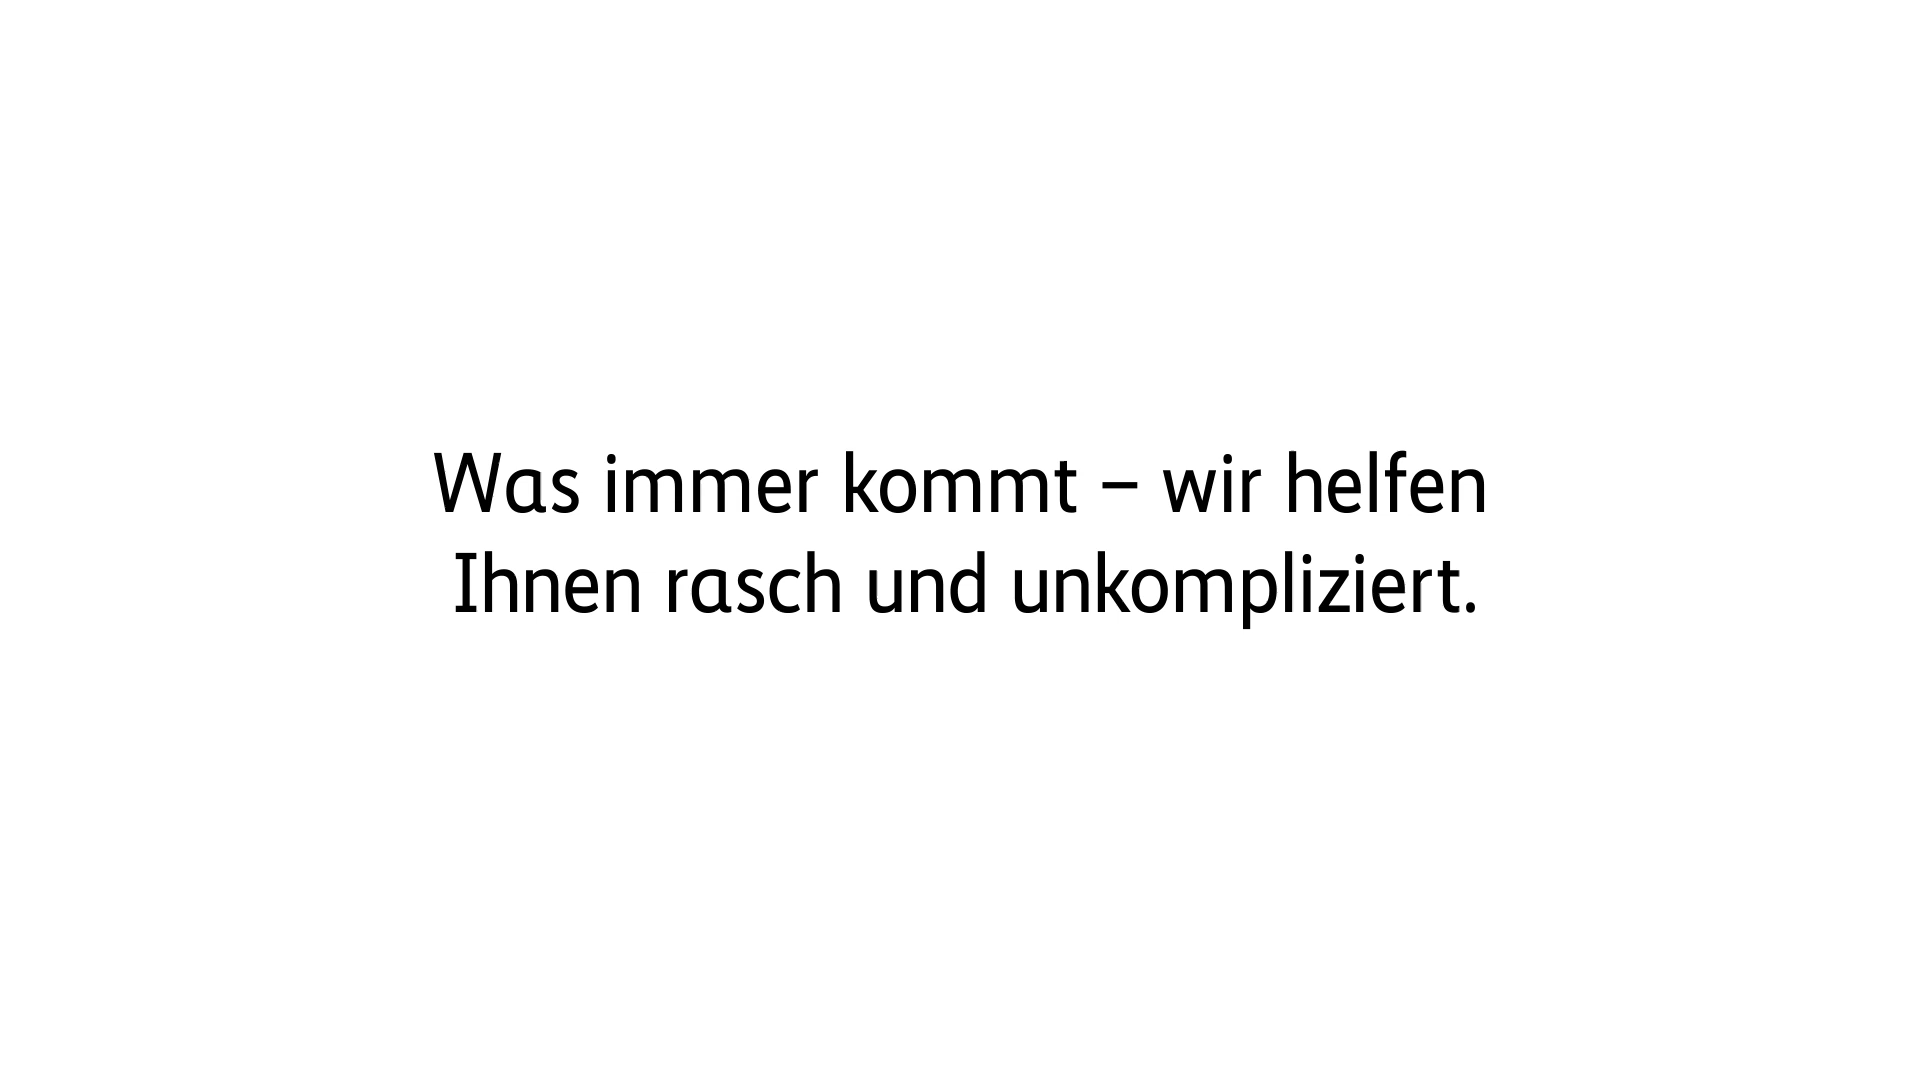 Was immer kommt – wir helfen
Ihnen rasch und unkompliziert.